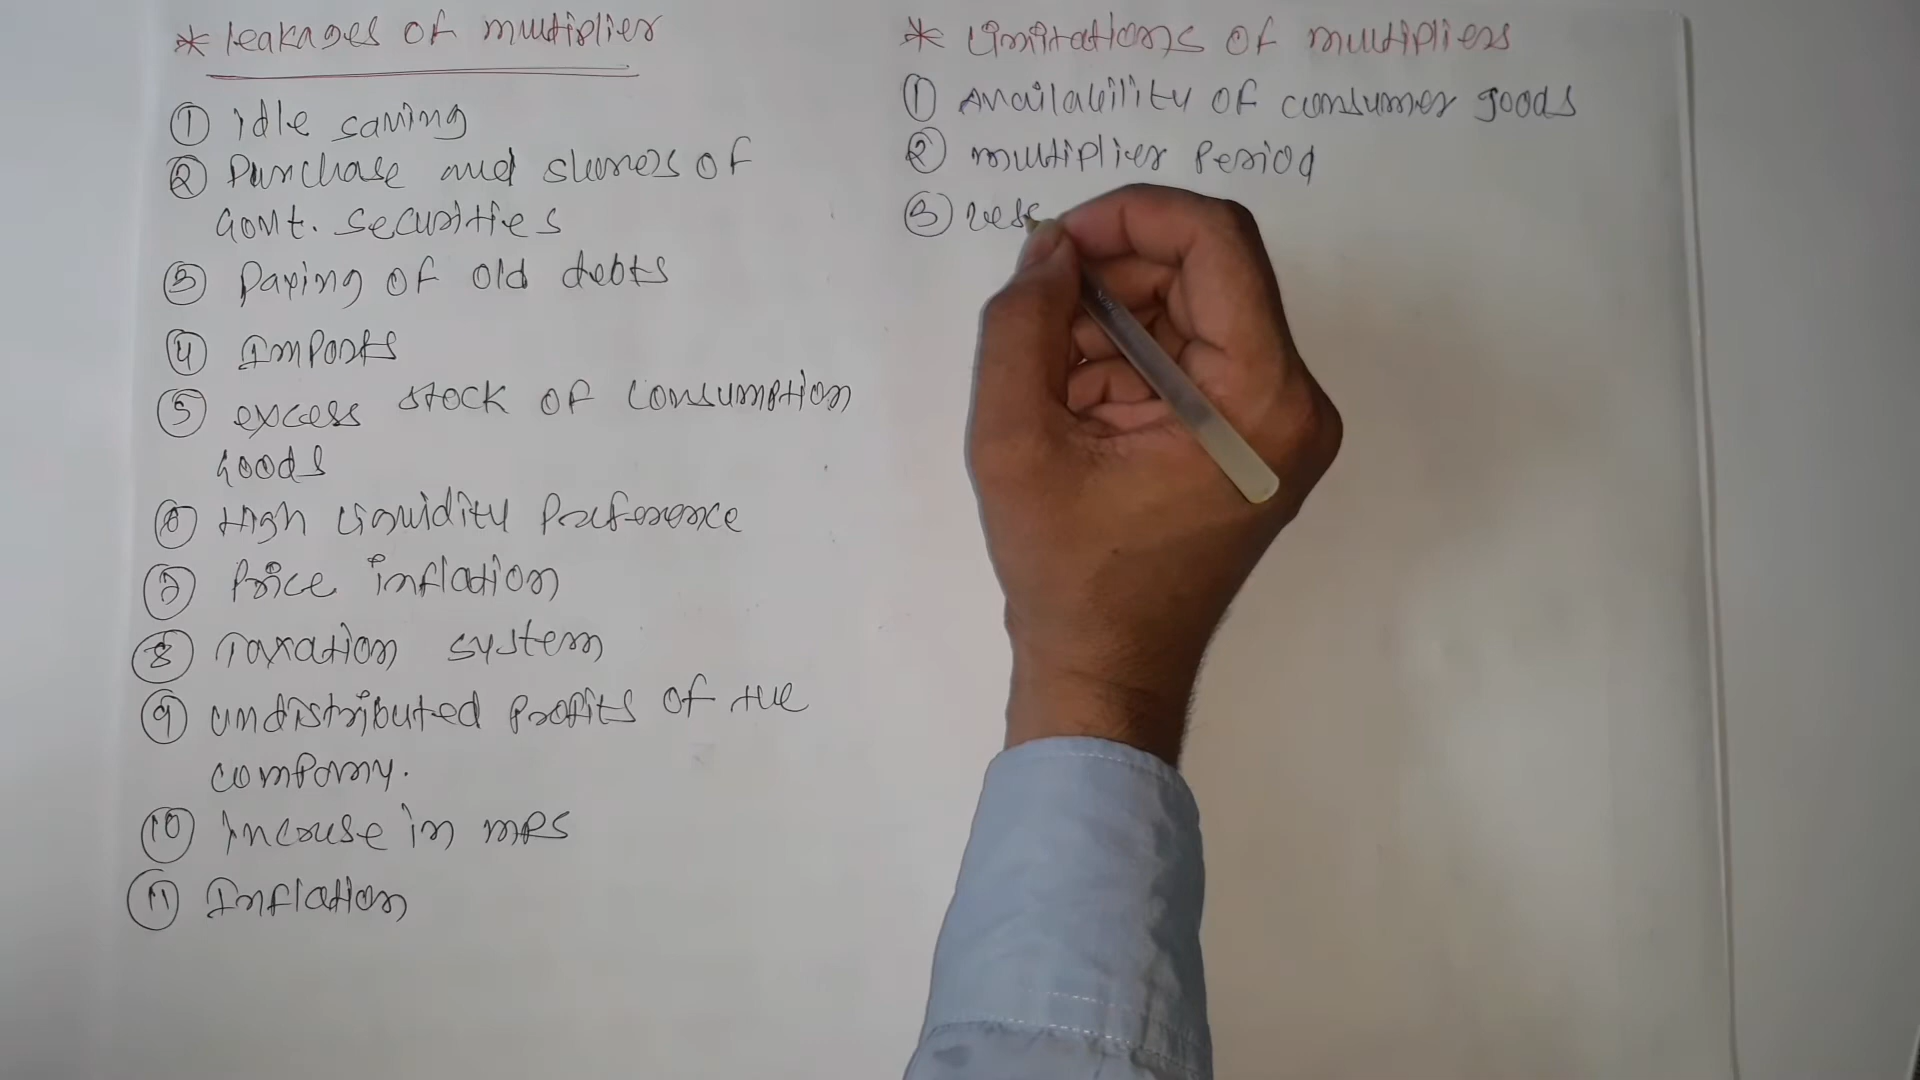 * Leakages of multiplier
① idle saving
② Purchase and shares of
Govt. securities
③ Paying of old debts
④ Imports
⑤ excess stock of consumption
Goods
⑥ High Liquidity Preference
⑦ Price inflation
⑧ Taxation system
⑨ undistributed profits of the
company.
⑩ increase in mps
⑪ Inflation
* Limitations of multipliers
① Availability of consumer goods
② multiplier Period
③